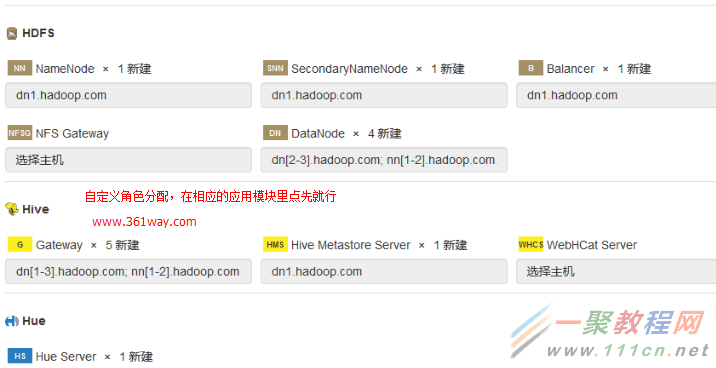 HDFS
NN NameNode × 1 新建 SNN SecondaryNameNode × 1 新建 B Balancer × 1 新建
dn1.hadoop.com dn1.hadoop.com dn1.hadoop.com
NFSG NFS Gateway DN DataNode × 4 新建
选择主机 dn[2-3].hadoop.com; nn[1-2].hadoop.com
自定义角色分配，在相应的应用模块里点先就行
Hive
www.361way.com
G Gateway × 5 新建 HMS Hive Metastore Server × 1 新建 WHCS WebHCat Server
dn[1-3].hadoop.com; nn[1-2].hadoop.com dn1.hadoop.com 选择主机
Hue
一聚教程网
HS Hue Server × 1 新建
www.111cn.net